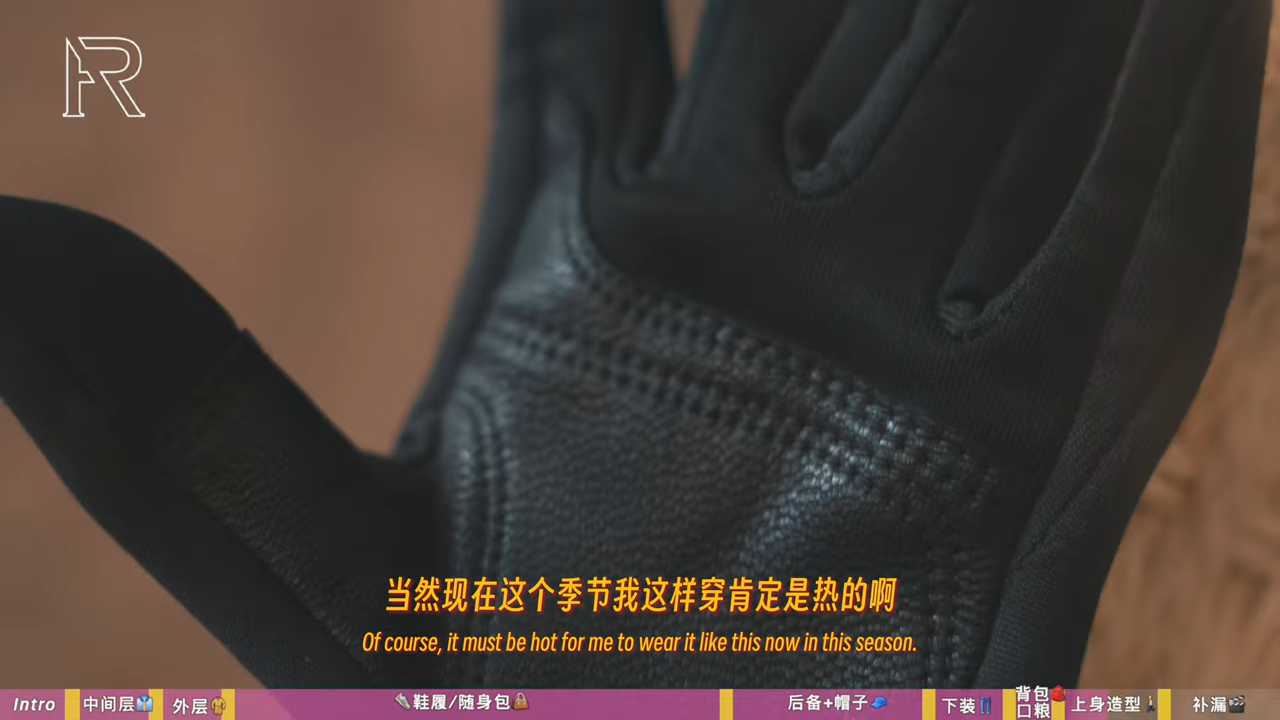 当然现在这个季节我这样穿肯定是热的啊
Of course, it must be hot for me to wear it like this now in this season.
Intro
中间层
外层
鞋履/随身包
后备+帽子
下装
背包
口粮
上身造型
补漏